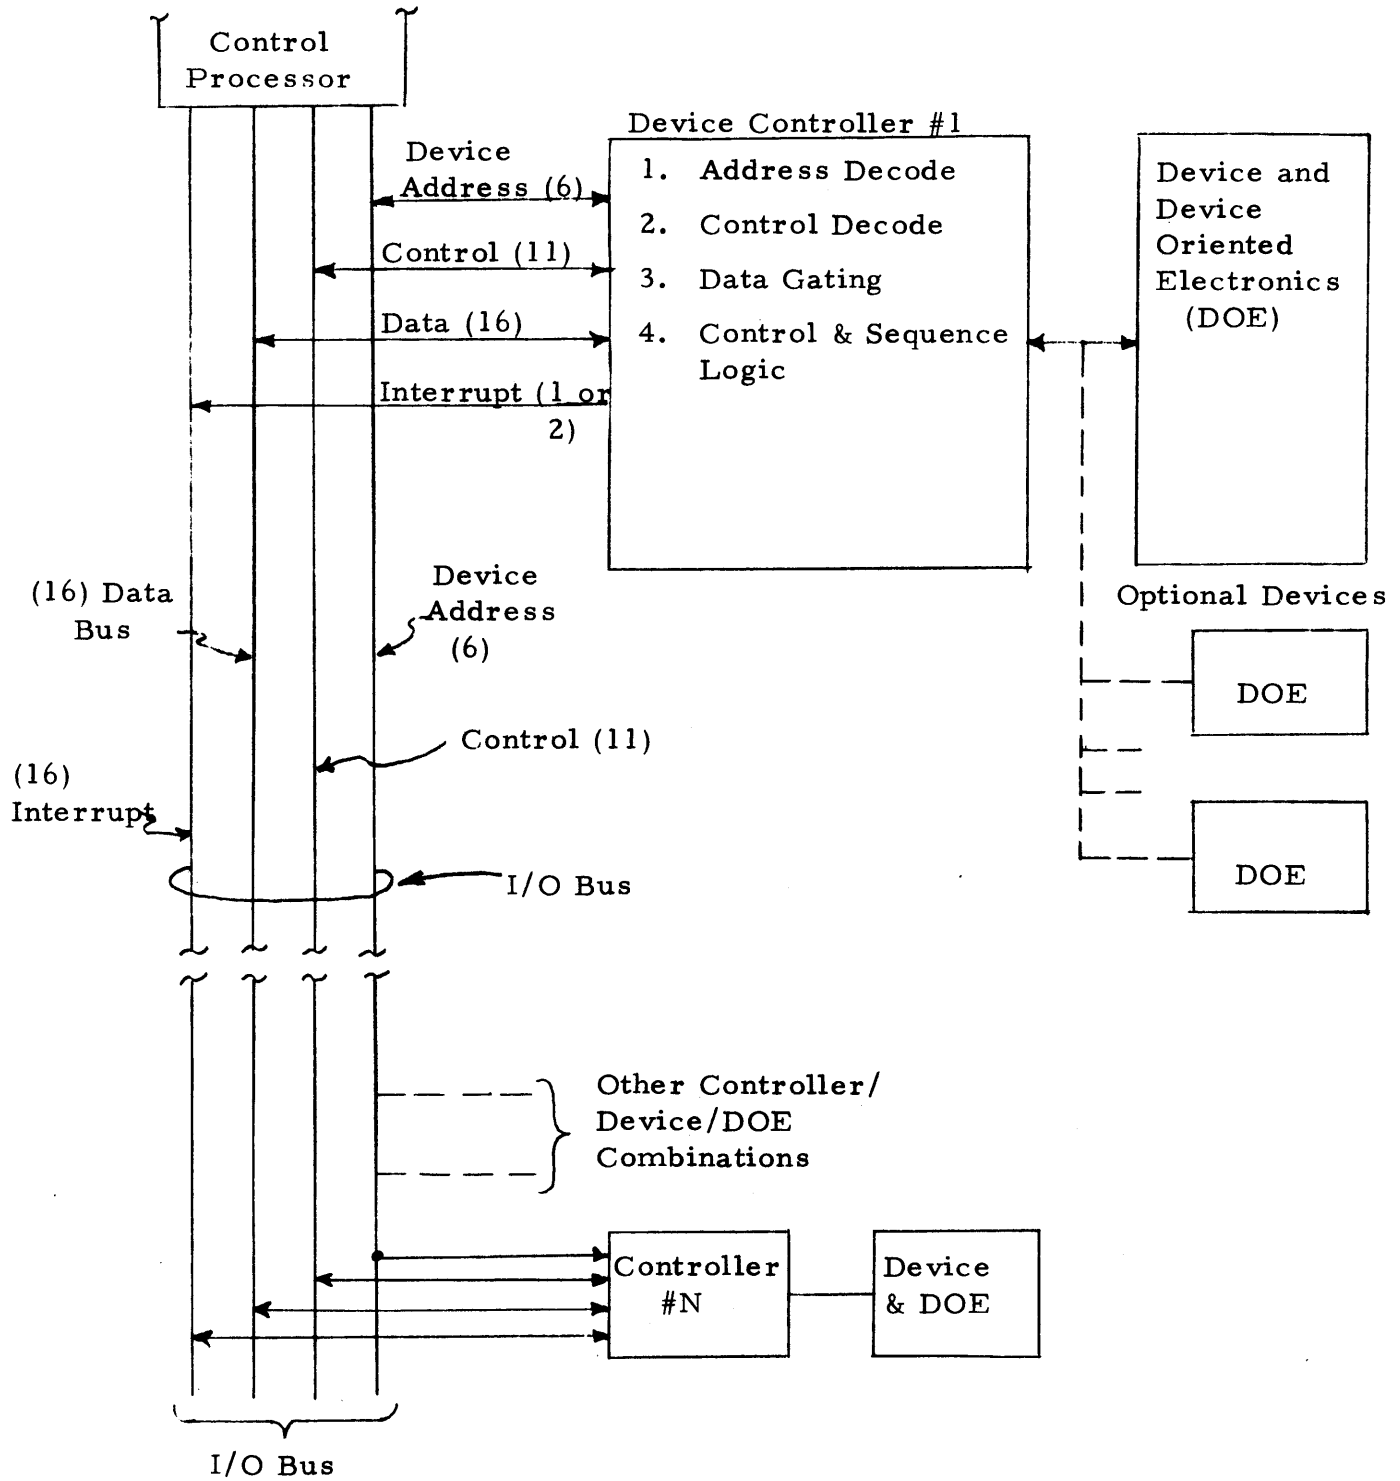 Control
Processor
Device Controller #1
Device
Address (6)
Control (11)
Data (16)
Interrupt (1 or
2)
1. Address Decode
2. Control Decode
3. Data Gating
4. Control & Sequence
Logic
Device and
Device
Oriented
Electronics
(DOE)
Optional Devices
DOE
DOE
(16) Data
Bus
Device
Address
(6)
Control (11)
(16)
Interrupt
I/O Bus
Other Controller/
Device/DOE
Combinations
Controller
#N
Device
& DOE
I/O Bus